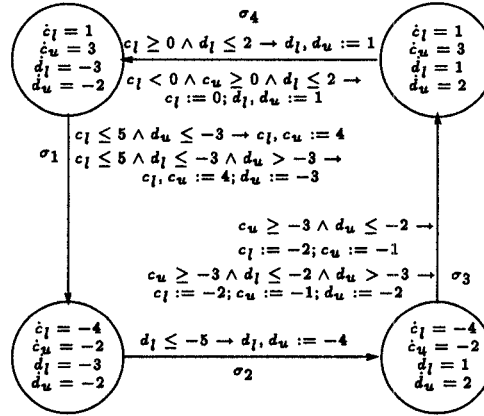 σ₄
ċ_l = 1
ċ_u = 3
ḋ_l = −3
ḋ_u = −2
c_l ≥ 0 ∧ d_l ≤ 2 → d_l, d_u := 1
c_l < 0 ∧ c_u ≥ 0 ∧ d_l ≤ 2 →
c_l := 0; d_l, d_u := 1
ċ_l = 1
ċ_u = 3
ḋ_l = 1
ḋ_u = 2
σ₁
c_l ≤ 5 ∧ d_u ≤ −3 → c_l, c_u := 4
c_l ≤ 5 ∧ d_l ≤ −3 ∧ d_u > −3 →
c_l, c_u := 4; d_u := −3
c_u ≥ −3 ∧ d_u ≤ −2 →
c_l := −2; c_u := −1
c_u ≥ −3 ∧ d_l ≤ −2 ∧ d_u > −3 →
c_l := −2; c_u := −1; d_u := −2
σ₃
ċ_l = −4
ċ_u = −2
ḋ_l = −3
ḋ_u = −2
d_l ≤ −5 → d_l, d_u := −4
σ₂
ċ_l = −4
ċ_u = −2
ḋ_l = 1
ḋ_u = 2